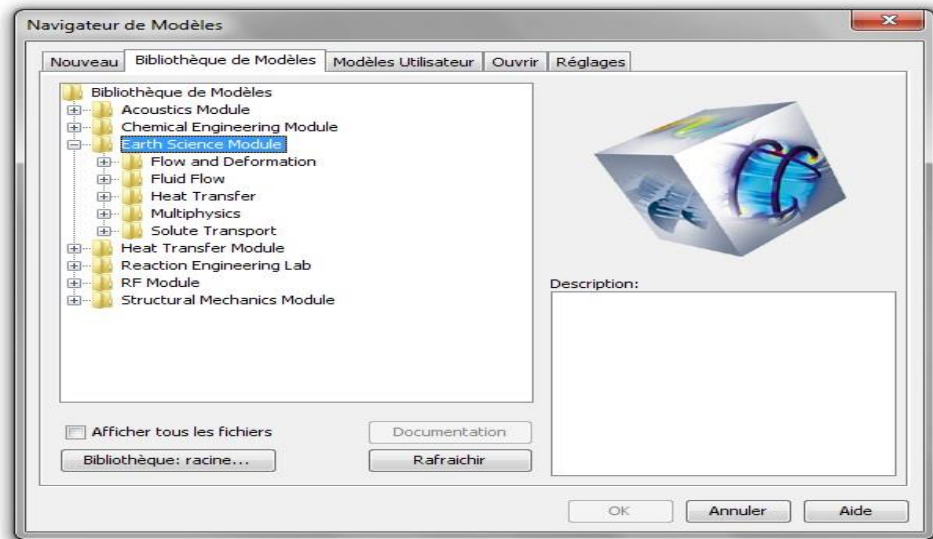 Navigateur de Modèles
Nouveau Bibliothèque de Modèles Modèles Utilisateur Ouvrir Réglages
Bibliothèque de Modèles
Acoustics Module
Chemical Engineering Module
Earth Science Module
Flow and Deformation
Fluid Flow
Heat Transfer
Multiphysics
Solute Transport
Heat Transfer Module
Reaction Engineering Lab
RF Module
Structural Mechanics Module
Description:
Afficher tous les fichiers
Documentation
Bibliothèque: racine...
Rafraichir
OK Annuler Aide